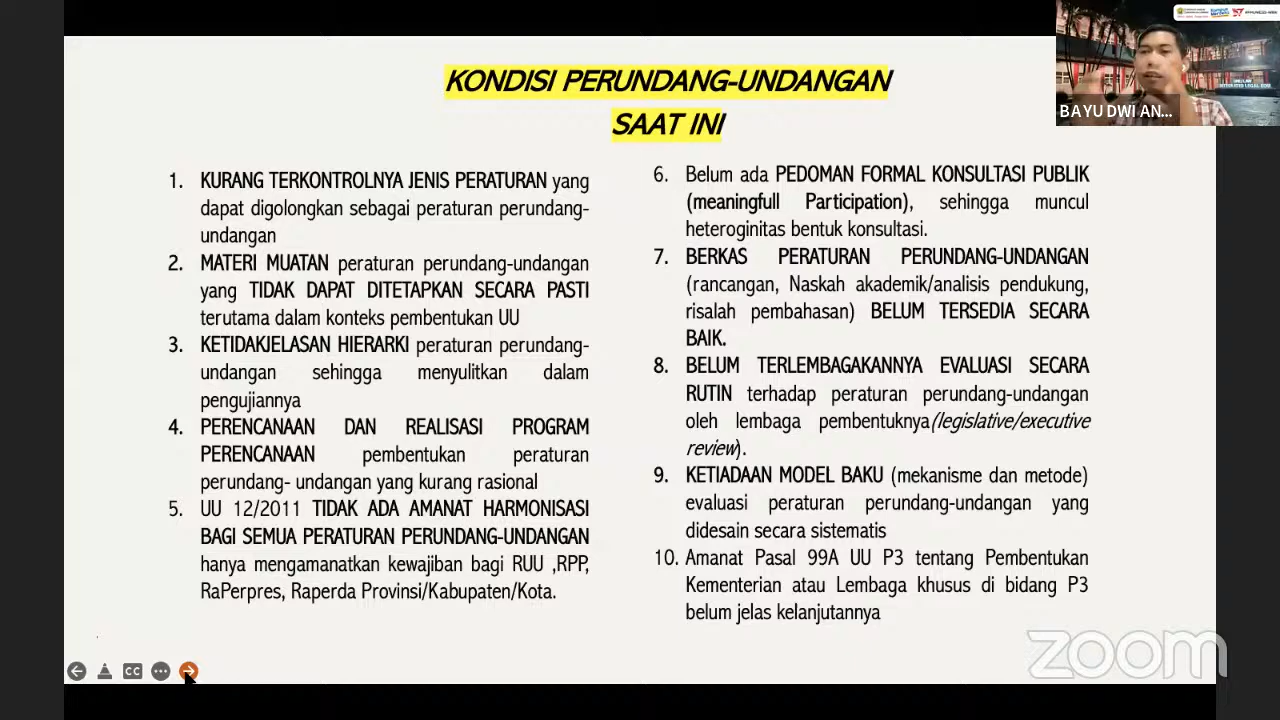 KONDISI PERUNDANG-UNDANGAN
SAAT INI
1. KURANG TERKONTROLNYA JENIS PERATURAN yang
dapat digolongkan sebagai peraturan perundang-
undangan
2. MATERI MUATAN peraturan perundang-undangan
yang TIDAK DAPAT DITETAPKAN SECARA PASTI
terutama dalam konteks pembentukan UU
3. KETIDAKJELASAN HIERARKI peraturan perundang-
undangan sehingga menyulitkan dalam
pengujiannya
4. PERENCANAAN DAN REALISASI PROGRAM
PERENCANAAN pembentukan peraturan
perundang- undangan yang kurang rasional
5. UU 12/2011 TIDAK ADA AMANAT HARMONISASI
BAGI SEMUA PERATURAN PERUNDANG-UNDANGAN
hanya mengamanatkan kewajiban bagi RUU ,RPP,
RaPerpres, Raperda Provinsi/Kabupaten/Kota.
6. Belum ada PEDOMAN FORMAL KONSULTASI PUBLIK
(meaningfull Participation), sehingga muncul
heteroginitas bentuk konsultasi.
7. BERKAS PERATURAN PERUNDANG-UNDANGAN
(rancangan, Naskah akademik/analisis pendukung,
risalah pembahasan) BELUM TERSEDIA SECARA
BAIK.
8. BELUM TERLEMBAGAKANNYA EVALUASI SECARA
RUTIN terhadap peraturan perundang-undangan
oleh lembaga pembentuknya(legislative/executive
review).
9. KETIADAAN MODEL BAKU (mekanisme dan metode)
evaluasi peraturan perundang-undangan yang
didesain secara sistematis
10. Amanat Pasal 99A UU P3 tentang Pembentukan
Kementerian atau Lembaga khusus di bidang P3
belum jelas kelanjutannya
BAYU DWI AN...
CC
zoom